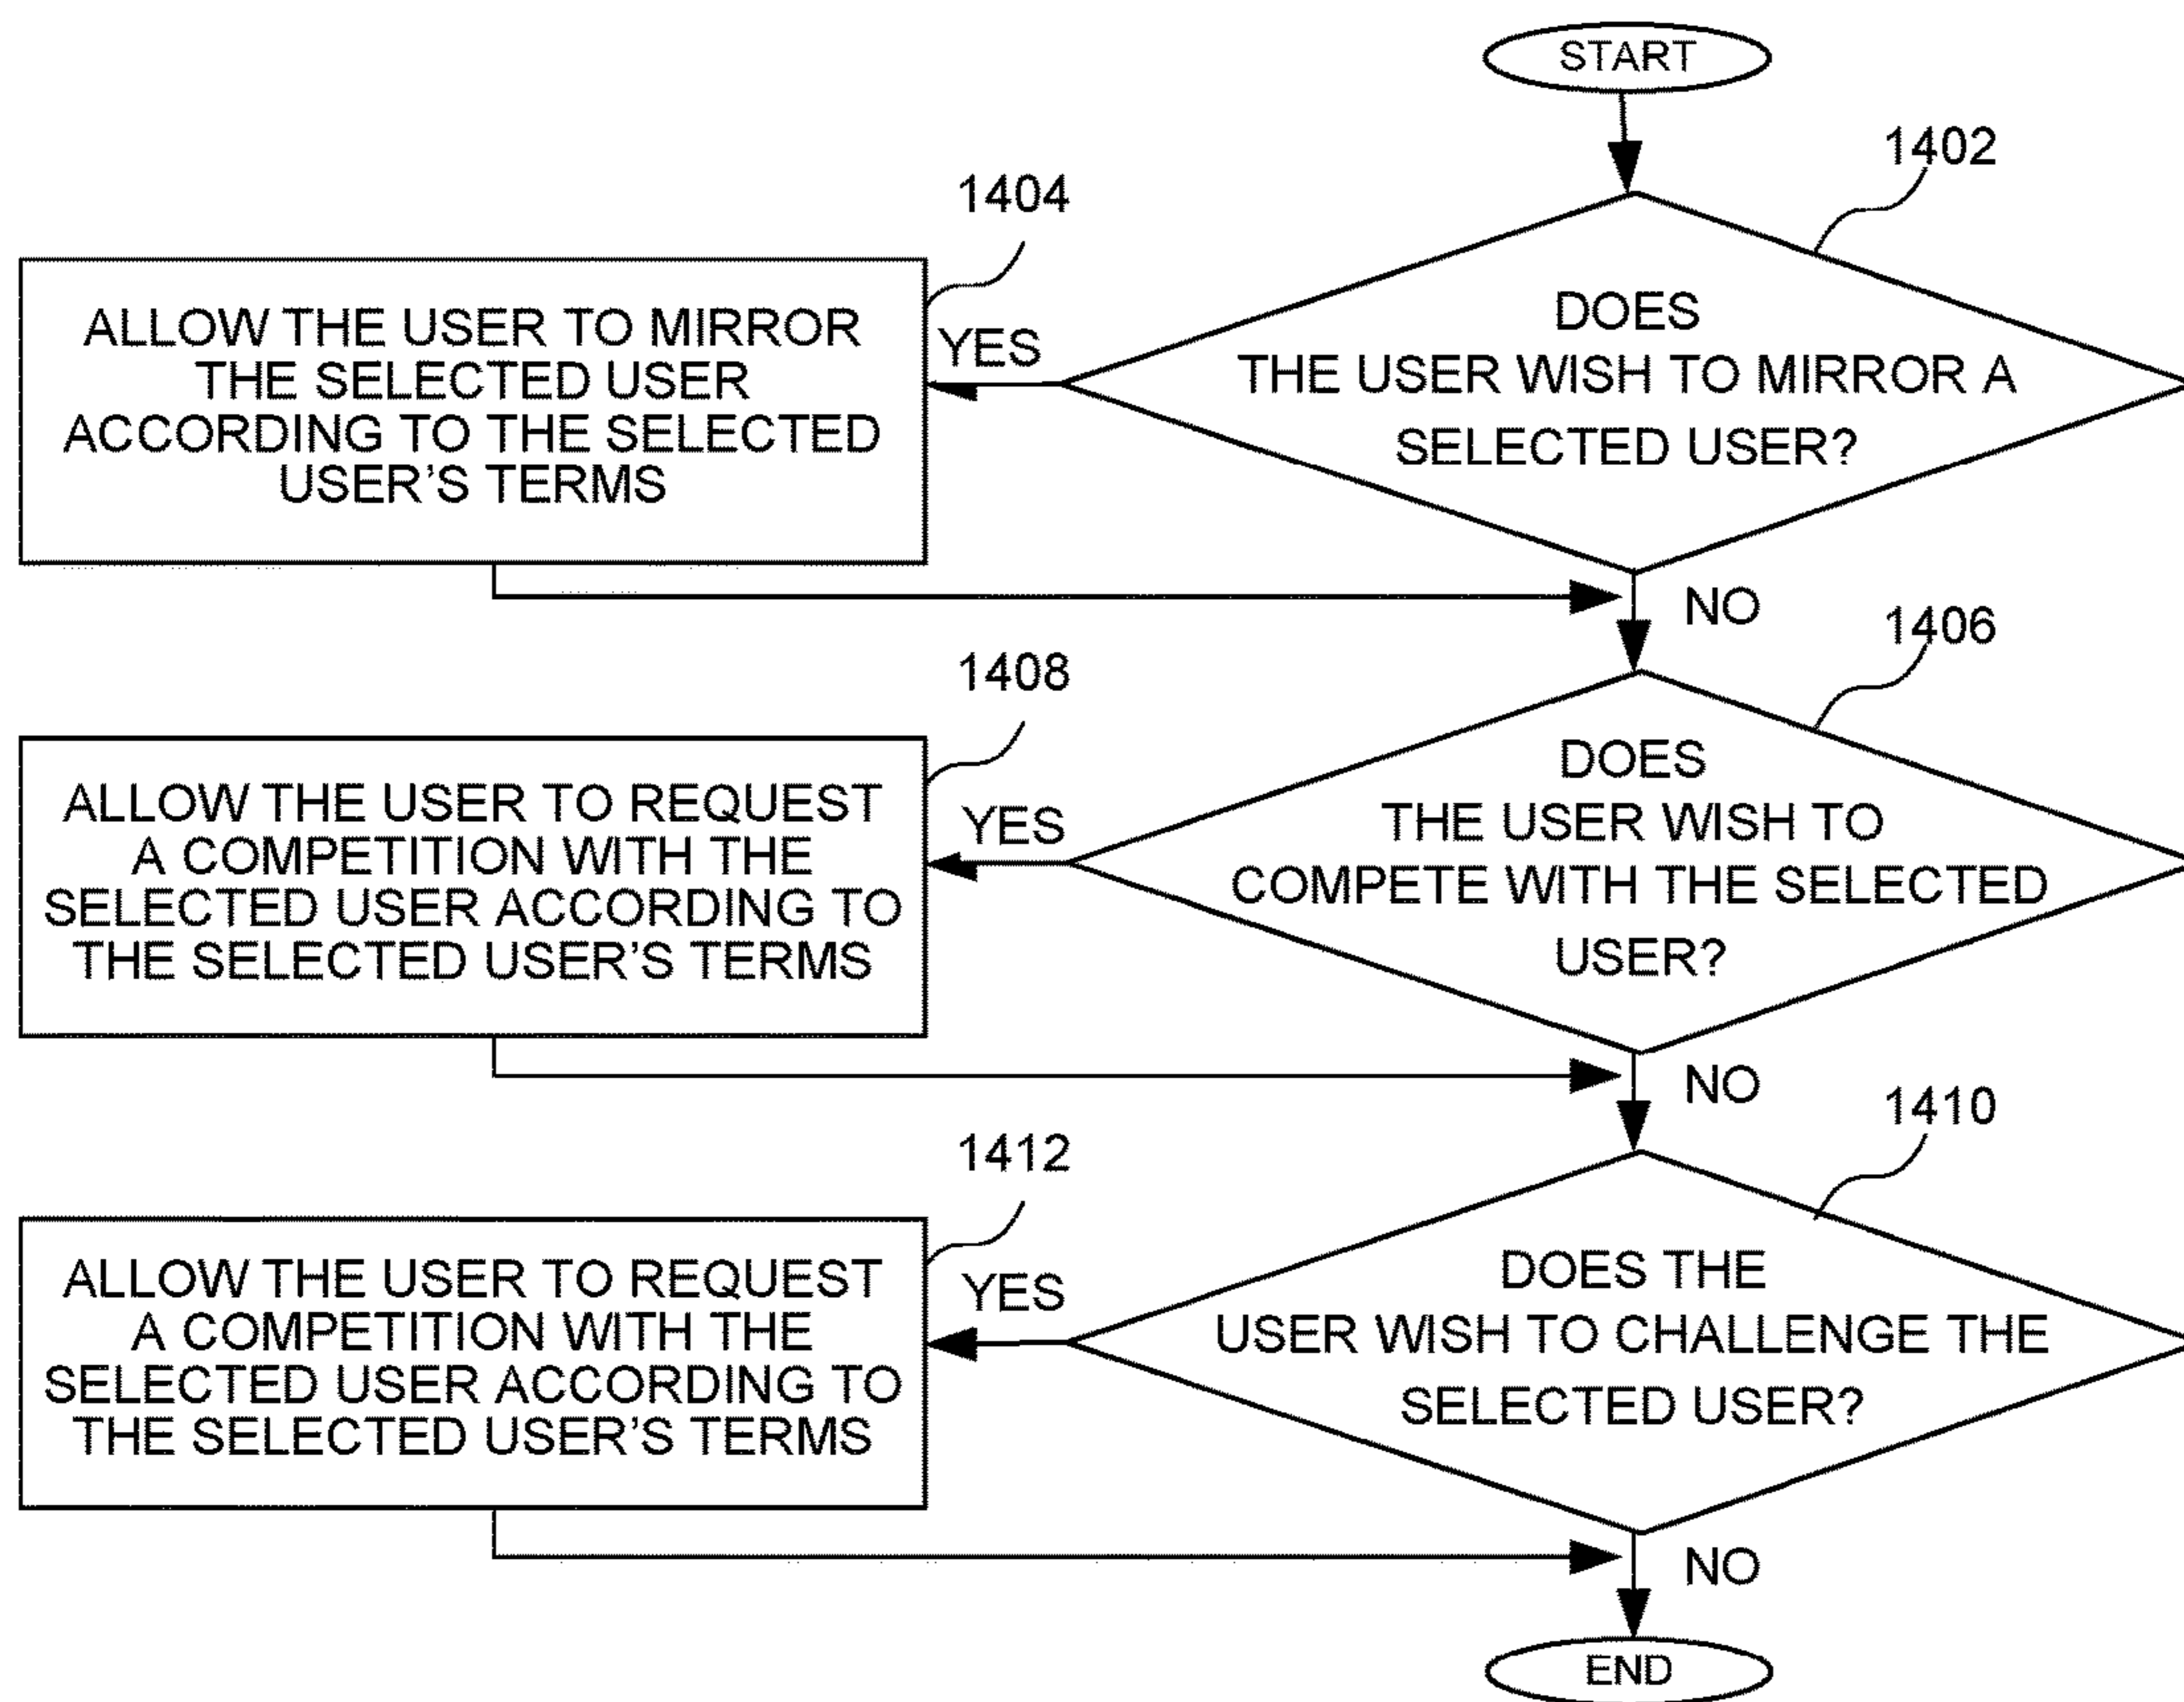 START
1402
DOES
THE USER WISH TO MIRROR A
SELECTED USER?
YES
1404
ALLOW THE USER TO MIRROR
THE SELECTED USER
ACCORDING TO THE SELECTED
USER'S TERMS
NO
1406
DOES
THE USER WISH TO
COMPETE WITH THE SELECTED
USER?
YES
1408
ALLOW THE USER TO REQUEST
A COMPETITION WITH THE
SELECTED USER ACCORDING TO
THE SELECTED USER'S TERMS
NO
1410
DOES THE
USER WISH TO CHALLENGE THE
SELECTED USER?
YES
1412
ALLOW THE USER TO REQUEST
A COMPETITION WITH THE
SELECTED USER ACCORDING TO
THE SELECTED USER'S TERMS
NO
END